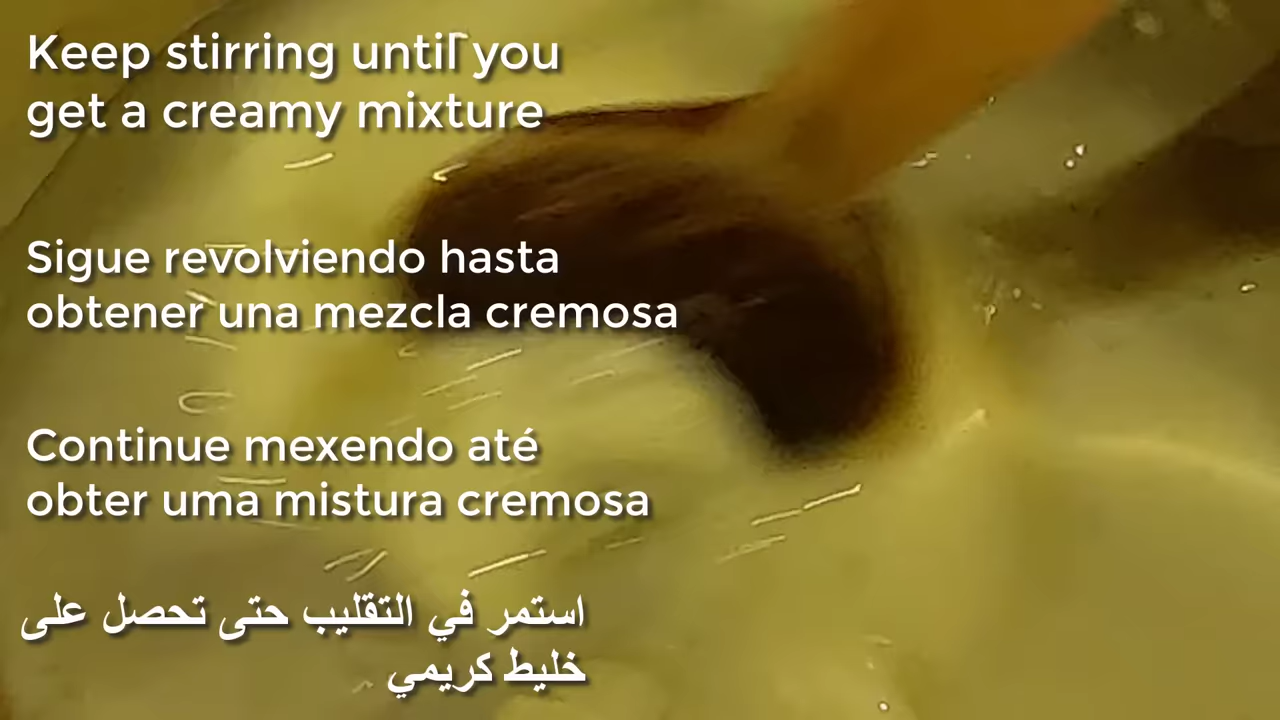 Keep stirring until you
get a creamy mixture
Sigue revolviendo hasta
obtener una mezcla cremosa
Continue mexendo até
obter uma mistura cremosa
استمر في التقليب حتى تحصل على
خليط كريمي